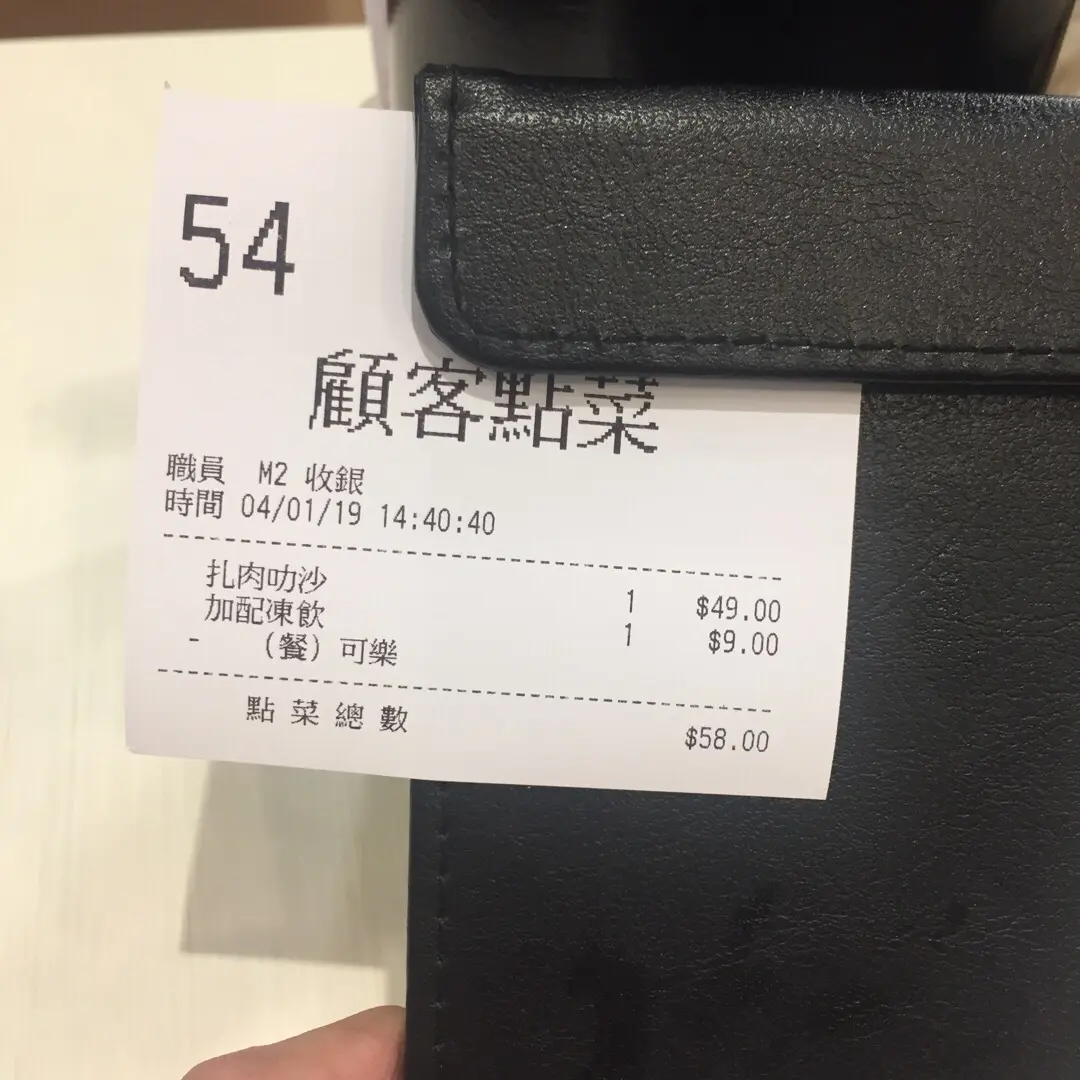 54
顧客點菜
職員 M2 收銀
時間 04/01/19 14:40:40
扎肉叻沙 1 $49.00
加配凍飲 1 $9.00
- (餐) 可樂
點菜總數 $58.00